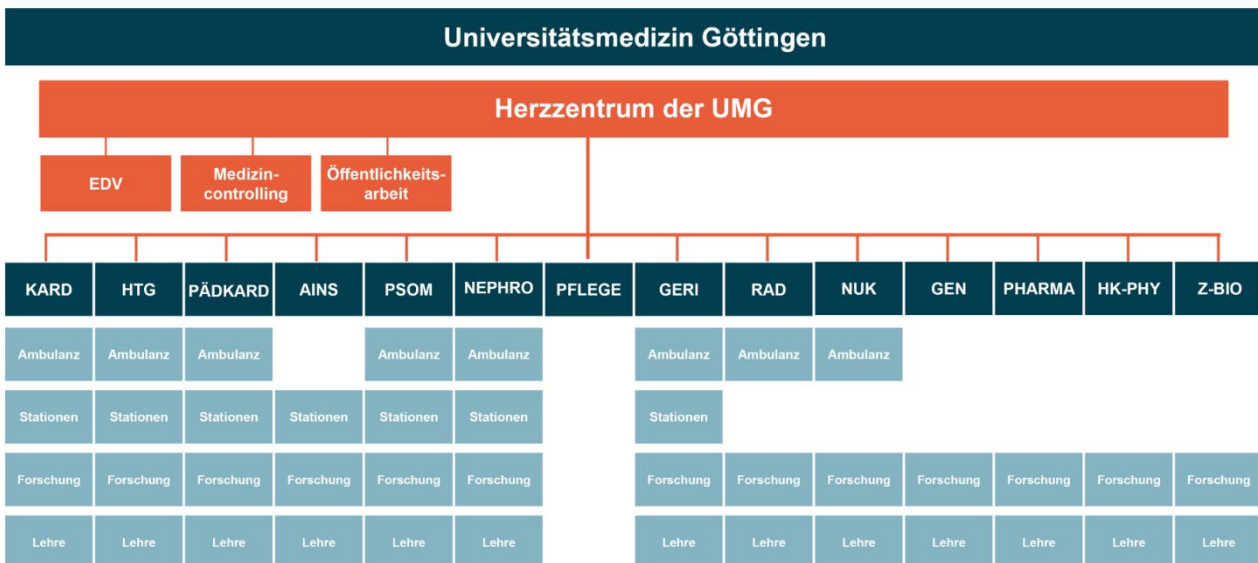 Universitätsmedizin Göttingen
Herzzentrum der UMG
EDV
Medizin-
controlling
Öffentlichkeits-
arbeit
KARD HTG PÄDKARD AINS PSOM NEPHRO PFLEGE GERI RAD NUK GEN PHARMA HK-PHY Z-BIO
Ambulanz Ambulanz Ambulanz Ambulanz Ambulanz Ambulanz Ambulanz Ambulanz
Stationen Stationen Stationen Stationen Stationen Stationen Stationen
Forschung Forschung Forschung Forschung Forschung Forschung Forschung Forschung Forschung Forschung Forschung Forschung Forschung
Lehre Lehre Lehre Lehre Lehre Lehre Lehre Lehre Lehre Lehre Lehre Lehre Lehre